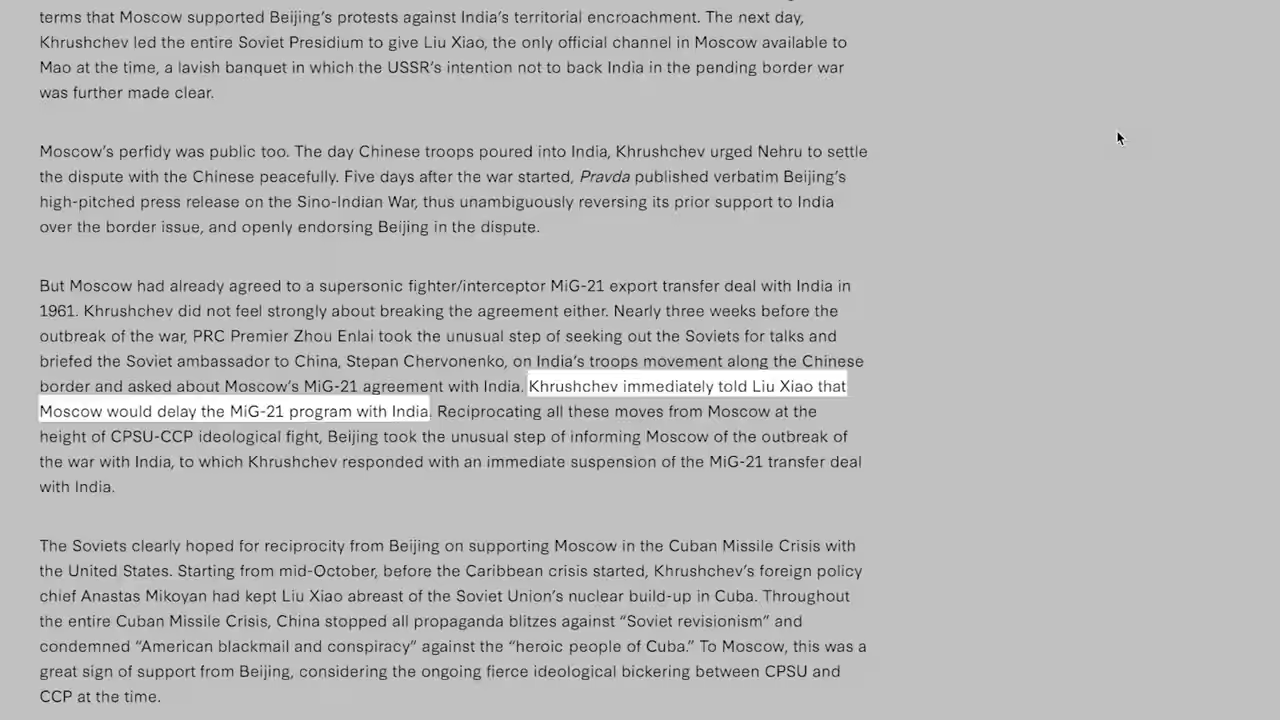 terms that Moscow supported Beijing's protests against India's territorial encroachment. The next day,
Khrushchev led the entire Soviet Presidium to give Liu Xiao, the only official channel in Moscow available to
Mao at the time, a lavish banquet in which the USSR's intention not to back India in the pending border war
was further made clear.
Moscow's perfidy was public too. The day Chinese troops poured into India, Khrushchev urged Nehru to settle
the dispute with the Chinese peacefully. Five days after the war started, Pravda published verbatim Beijing's
high-pitched press release on the Sino-Indian War, thus unambiguously reversing its prior support to India
over the border issue, and openly endorsing Beijing in the dispute.
But Moscow had already agreed to a supersonic fighter/interceptor MiG-21 export transfer deal with India in
1961. Khrushchev did not feel strongly about breaking the agreement either. Nearly three weeks before the
outbreak of the war, PRC Premier Zhou Enlai took the unusual step of seeking out the Soviets for talks and
briefed the Soviet ambassador to China, Stepan Chervonenko, on India's troops movement along the Chinese
border and asked about Moscow's MiG-21 agreement with India. Khrushchev immediately told Liu Xiao that
Moscow would delay the MiG-21 program with India. Reciprocating all these moves from Moscow at the
height of CPSU-CCP ideological fight, Beijing took the unusual step of informing Moscow of the outbreak of
the war with India, to which Khrushchev responded with an immediate suspension of the MiG-21 transfer deal
with India.
The Soviets clearly hoped for reciprocity from Beijing on supporting Moscow in the Cuban Missile Crisis with
the United States. Starting from mid-October, before the Caribbean crisis started, Khrushchev's foreign policy
chief Anastas Mikoyan had kept Liu Xiao abreast of the Soviet Union's nuclear build-up in Cuba. Throughout
the entire Cuban Missile Crisis, China stopped all propaganda blitzes against “Soviet revisionism” and
condemned “American blackmail and conspiracy” against the “heroic people of Cuba.” To Moscow, this was a
great sign of support from Beijing, considering the ongoing fierce ideological bickering between CPSU and
CCP at the time.